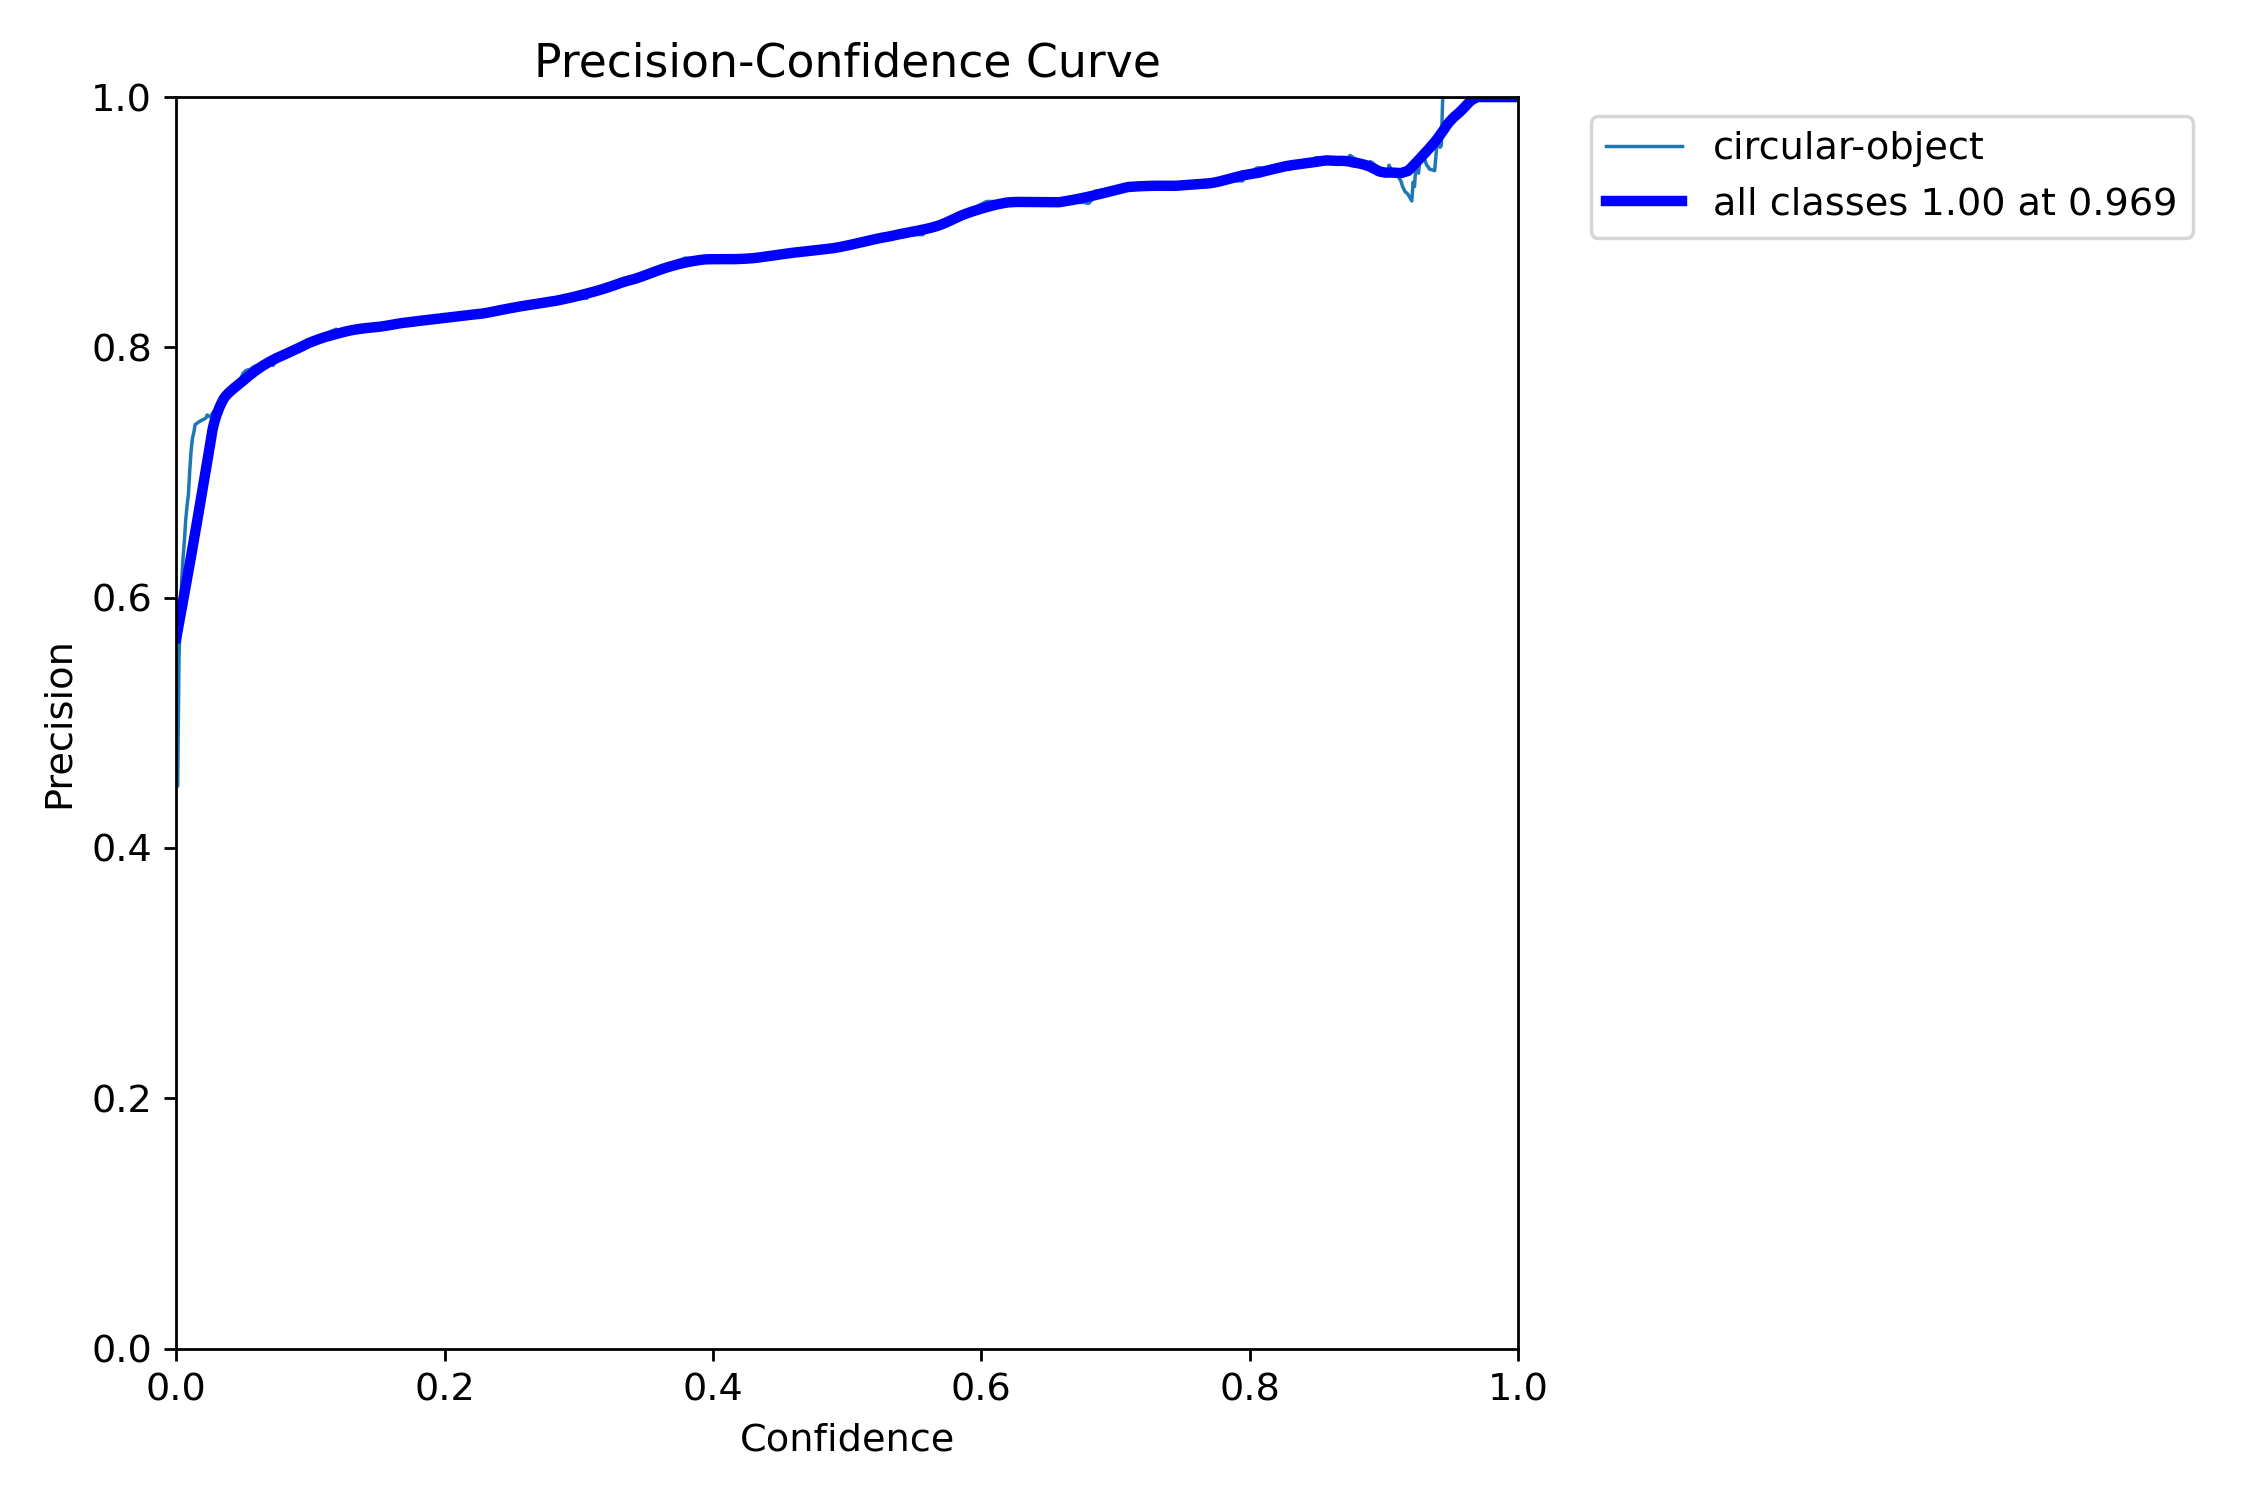 Precision-Confidence Curve
1.0
0.8
0.6
0.4
0.2
0.0
Precision
0.0 0.2 0.4 0.6 0.8 1.0
Confidence
circular-object
all classes 1.00 at 0.969